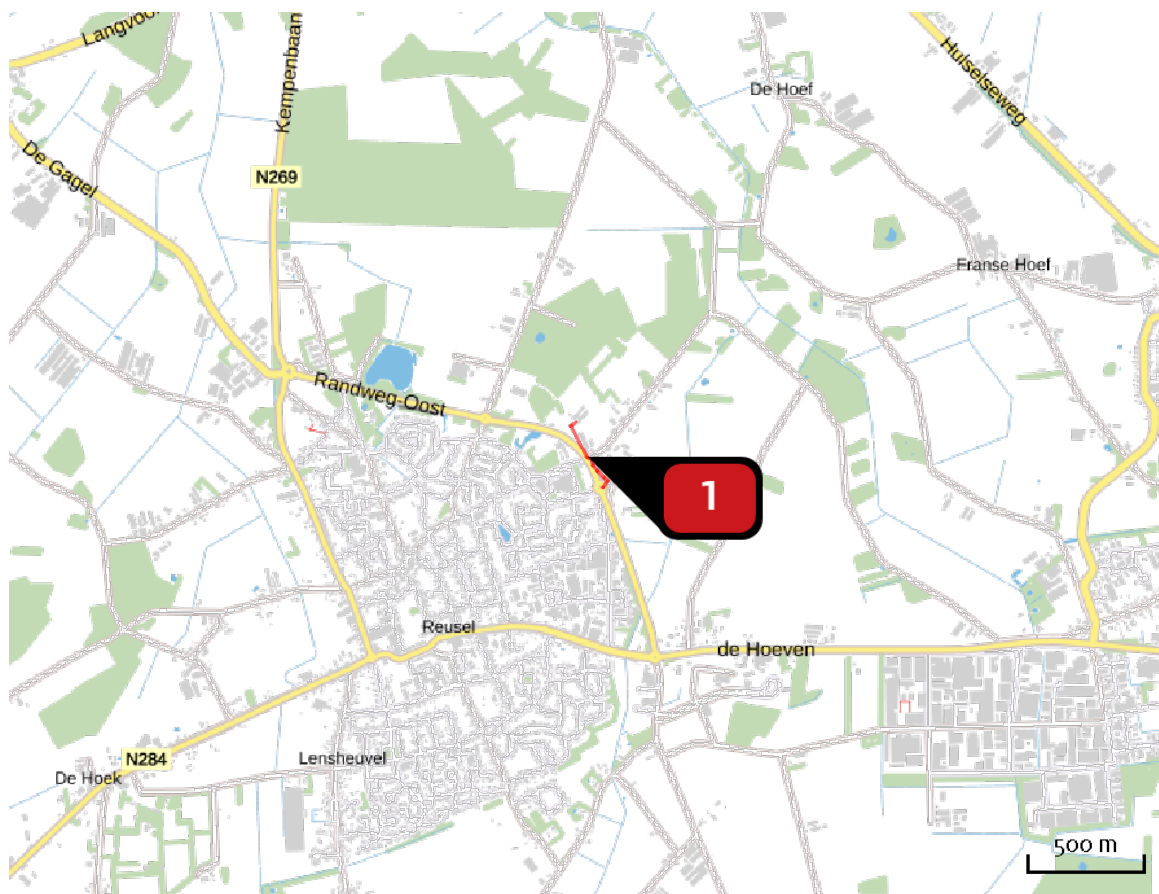 Langvoo
Kempenbaan
De Hoef
Hulselseweg
De Gagel
N269
Franse Hoef
Randweg-Oost
1
Reusel
de Hoeven
N284
Lensheuvel
De Hoek
500 m